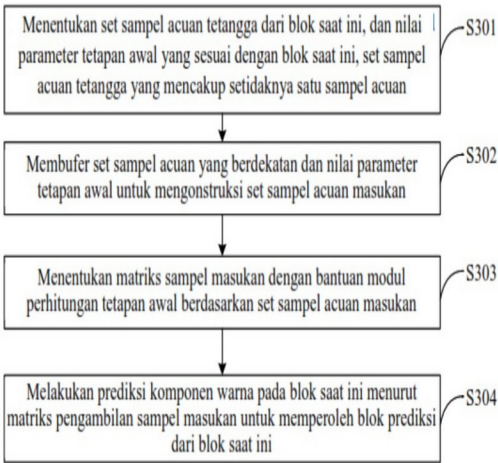 Menentukan set sampel acuan tetangga dari blok saat ini, dan nilai
parameter tetapan awal yang sesuai dengan blok saat ini, set sampel
acuan tetangga yang mencakup setidaknya satu sampel acuan
S301
Membufer set sampel acuan yang berdekatan dan nilai parameter
tetapan awal untuk mengonstruksi set sampel acuan masukan
S302
Menentukan matriks sampel masukan dengan bantuan modul
perhitungan tetapan awal berdasarkan set sampel acuan masukan
S303
Melakukan prediksi komponen warna pada blok saat ini menurut
matriks pengambilan sampel masukan untuk memperoleh blok prediksi
dari blok saat ini
S304